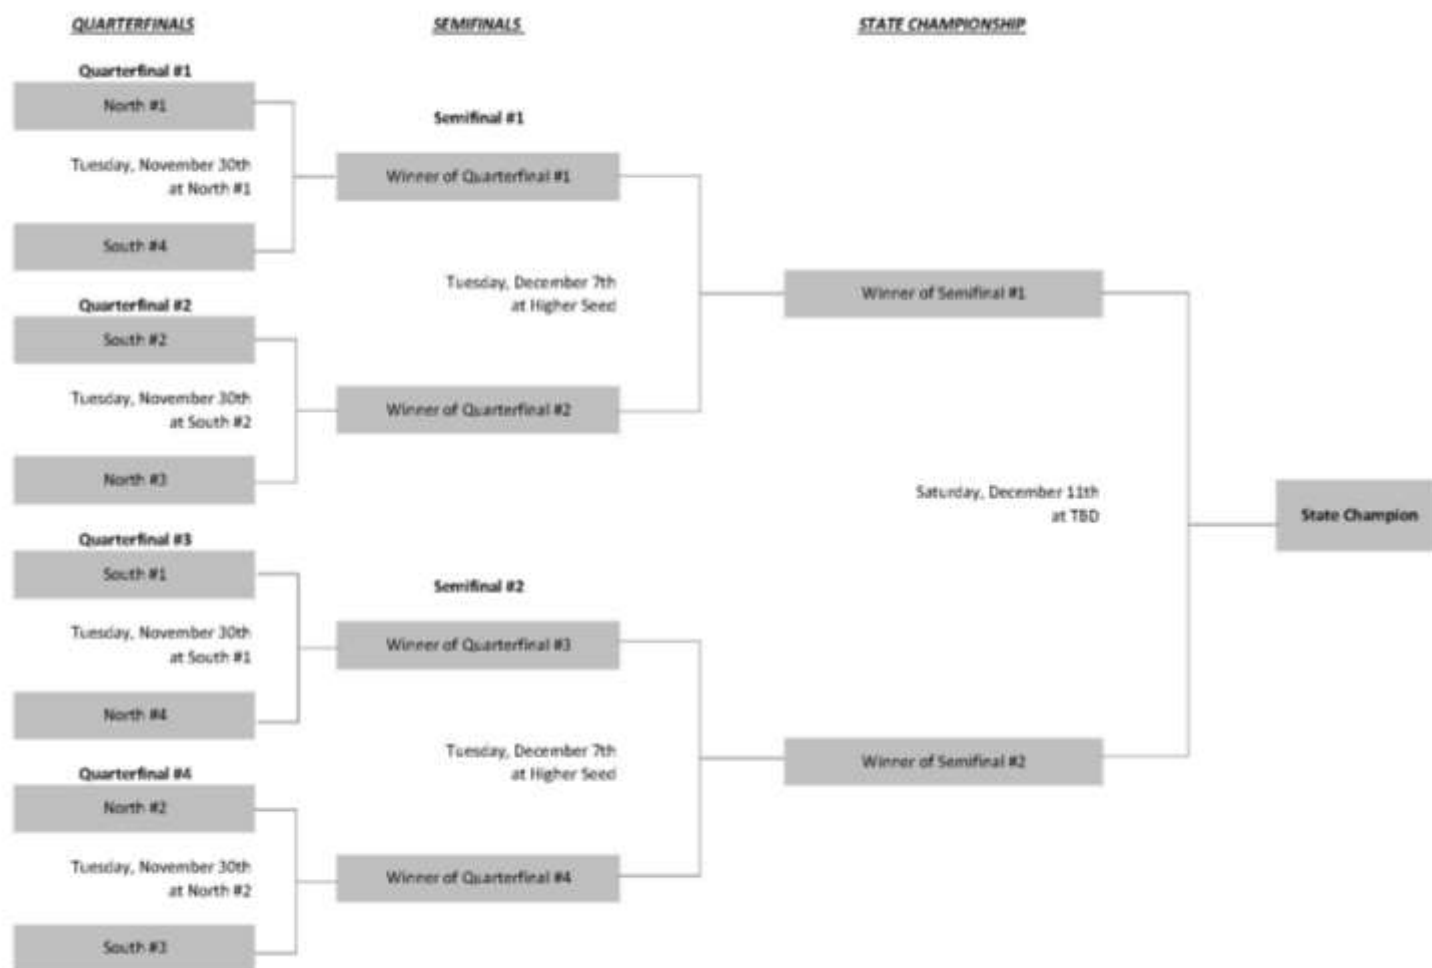 QUARTERFINALS
SEMIFINALS
STATE CHAMPIONSHIP
Quarterfinal #1
North #1
Tuesday, November 30th
at North #1
South #4
Quarterfinal #2
South #2
Tuesday, November 30th
at South #2
North #3
Quarterfinal #3
South #1
Tuesday, November 30th
at South #1
North #4
Quarterfinal #4
North #2
Tuesday, November 30th
at North #2
South #3
Semifinal #1
Winner of Quarterfinal #1
Tuesday, December 7th
at Higher Seed
Winner of Quarterfinal #2
Semifinal #2
Winner of Quarterfinal #3
Tuesday, December 7th
at Higher Seed
Winner of Quarterfinal #4
Winner of Semifinal #1
Saturday, December 11th
at TBD
Winner of Semifinal #2
State Champion